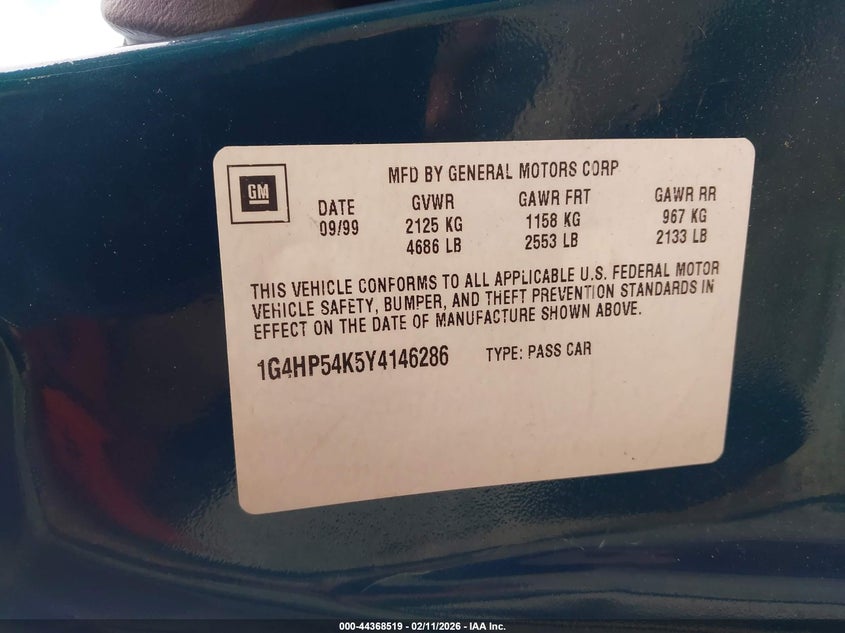 GM
MFD BY GENERAL MOTORS CORP
DATE GVWR GAWR FRT GAWR RR
09/99 2125 KG 1158 KG 967 KG
4686 LB 2553 LB 2133 LB
THIS VEHICLE CONFORMS TO ALL APPLICABLE U.S. FEDERAL MOTOR
VEHICLE SAFETY, BUMPER, AND THEFT PREVENTION STANDARDS IN
EFFECT ON THE DATE OF MANUFACTURE SHOWN ABOVE.
1G4HP54K5Y4146286 TYPE: PASS CAR
000-44368519 - 02/11/2026 - IAA Inc.